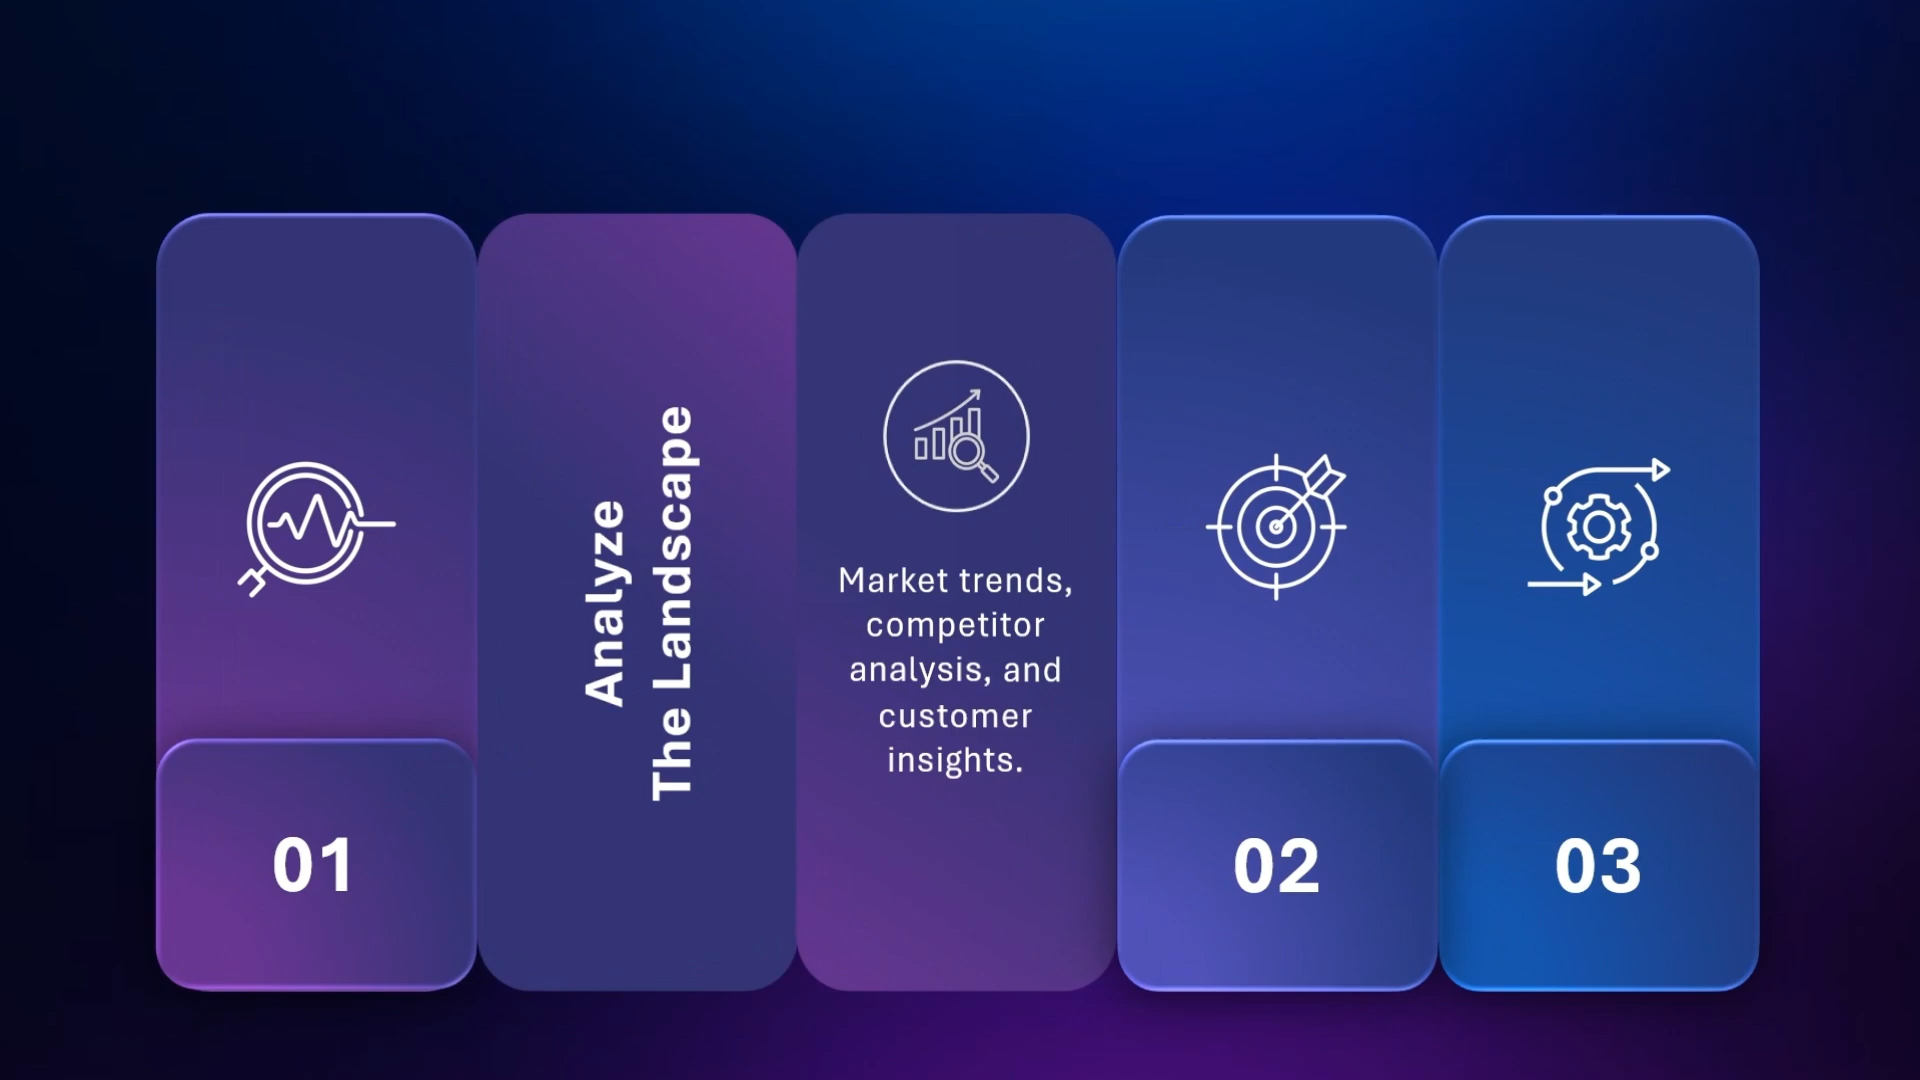 01
Analyze
The Landscape
Market trends,
competitor
analysis, and
customer
insights.
02
03